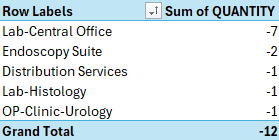 Row Labels Sum of QUANTITY
Lab-Central Office -7
Endoscopy Suite -2
Distribution Services -1
Lab-Histology -1
OP-Clinic-Urology -1
Grand Total -12